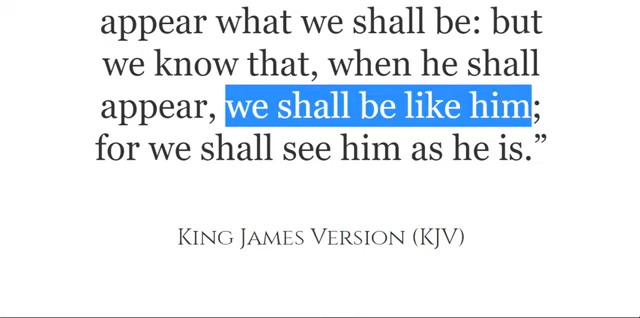 appear what we shall be: but
we know that, when he shall
appear, we shall be like him;
for we shall see him as he is.”
King James Version (KJV)